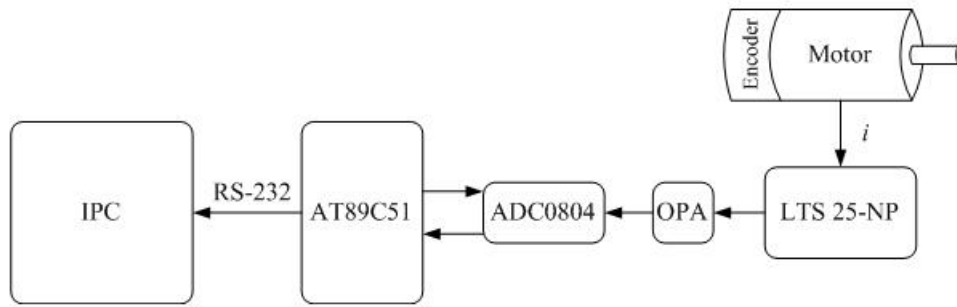 Encoder
Motor
i
RS-232
IPC
AT89C51
ADC0804
OPA
LTS 25-NP